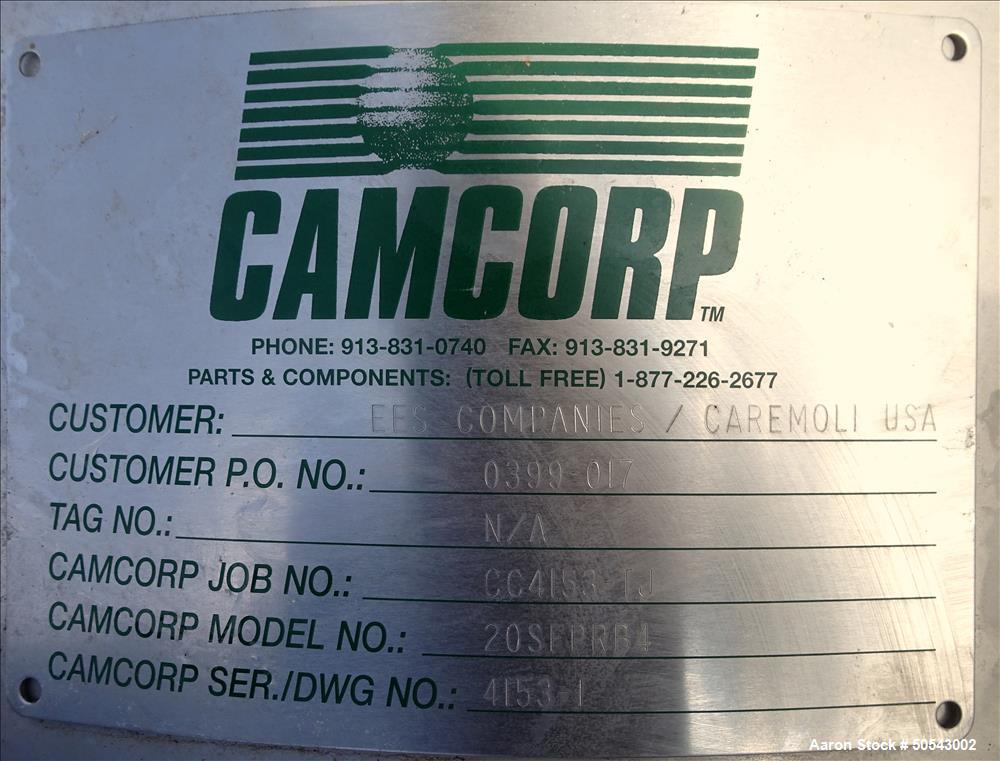 CAMCORP TM
PHONE: 913-831-0740 FAX: 913-831-9271
PARTS & COMPONENTS: (TOLL FREE) 1-877-226-2677
CUSTOMER: EES COMPANIES / CAREMOLI USA
CUSTOMER P.O. NO.: 0399-017
TAG NO.: N/A
CAMCORP JOB NO.: CC4153-TJ
CAMCORP MODEL NO.:
CAMCORP SER./DWG NO.: 4153-1
Aaron Stock # 50543002